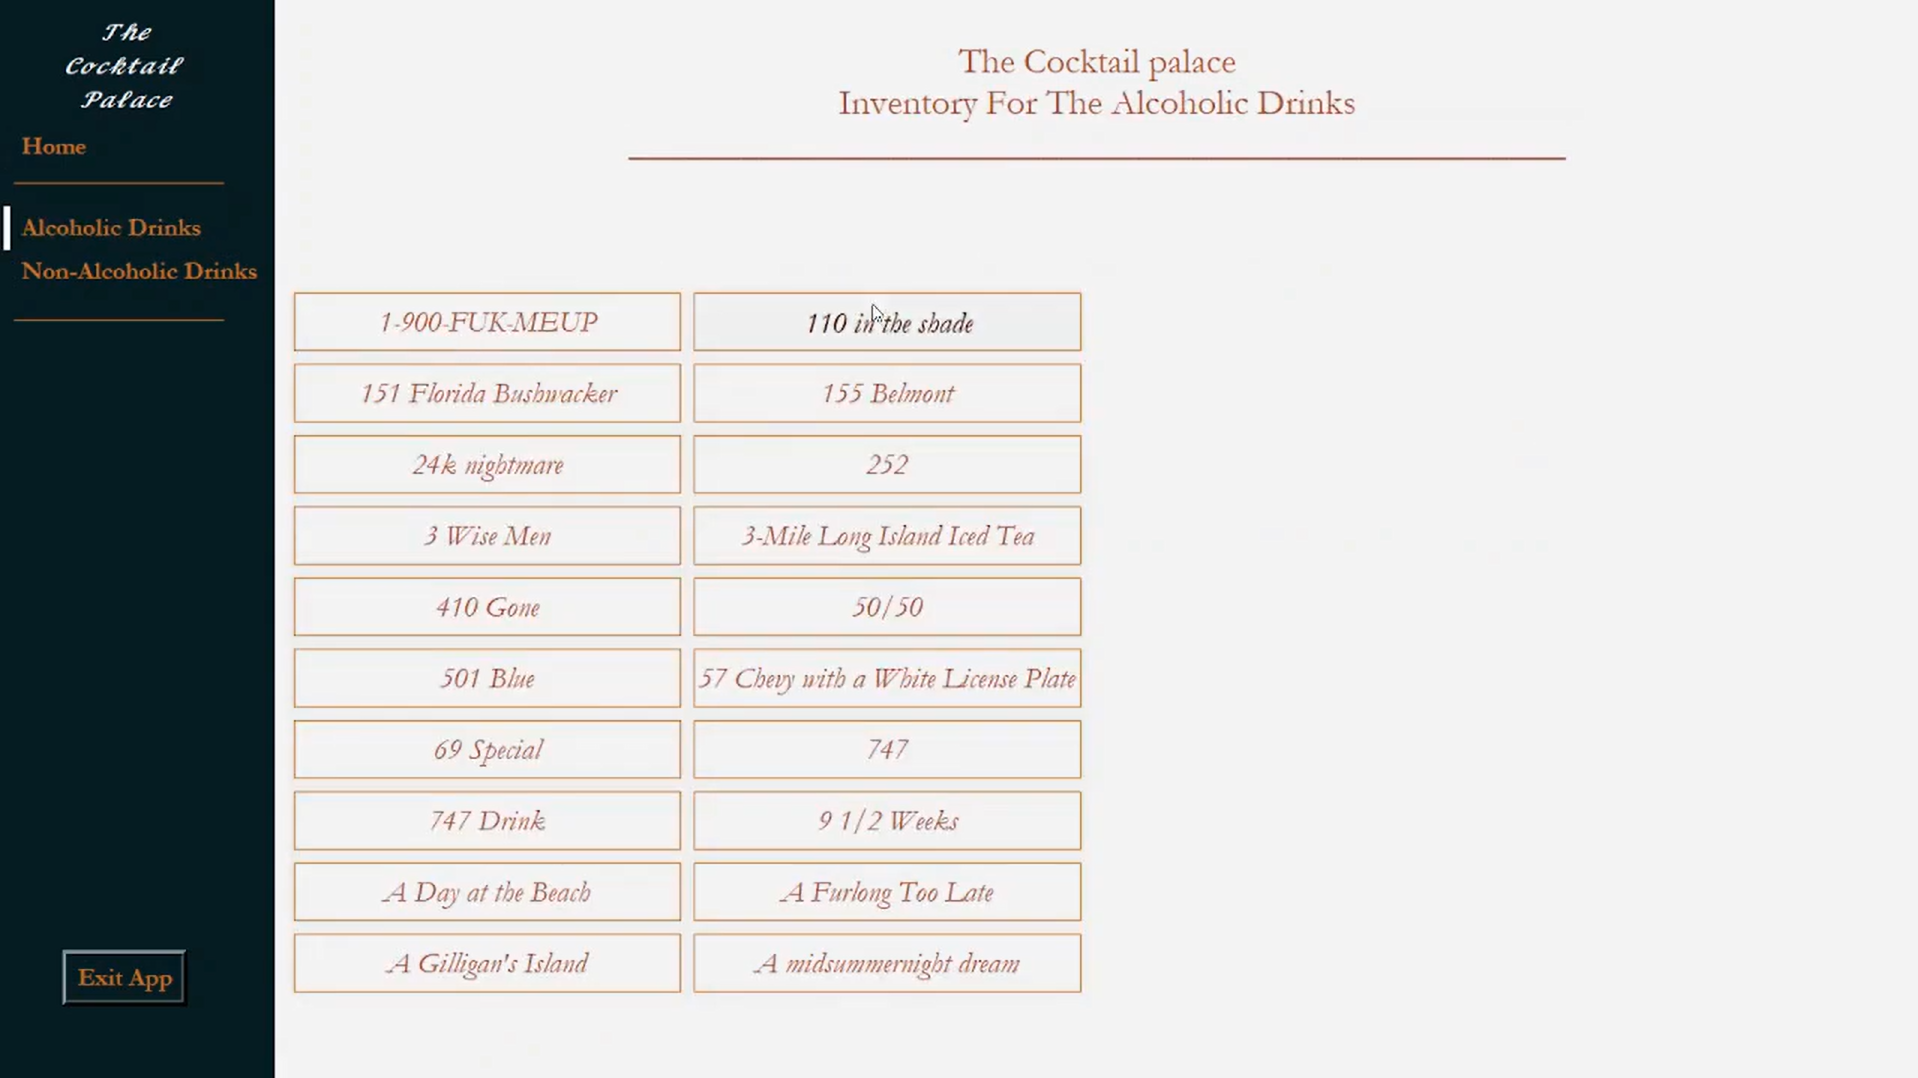 The
Cocktail
Palace
Home
Alcoholic Drinks
Non-Alcoholic Drinks
Exit App
The Cocktail palace
Inventory For The Alcoholic Drinks
1-900-FUK-MEUP
110 in the shade
151 Florida Bushwacker
155 Belmont
24k nightmare
252
3 Wise Men
3-Mile Long Island Iced Tea
410 Gone
50/50
501 Blue
57 Chevy with a White License Plate
69 Special
747
747 Drink
9 1/2 Weeks
A Day at the Beach
A Furlong Too Late
A Gilligan's Island
A midsummernight dream